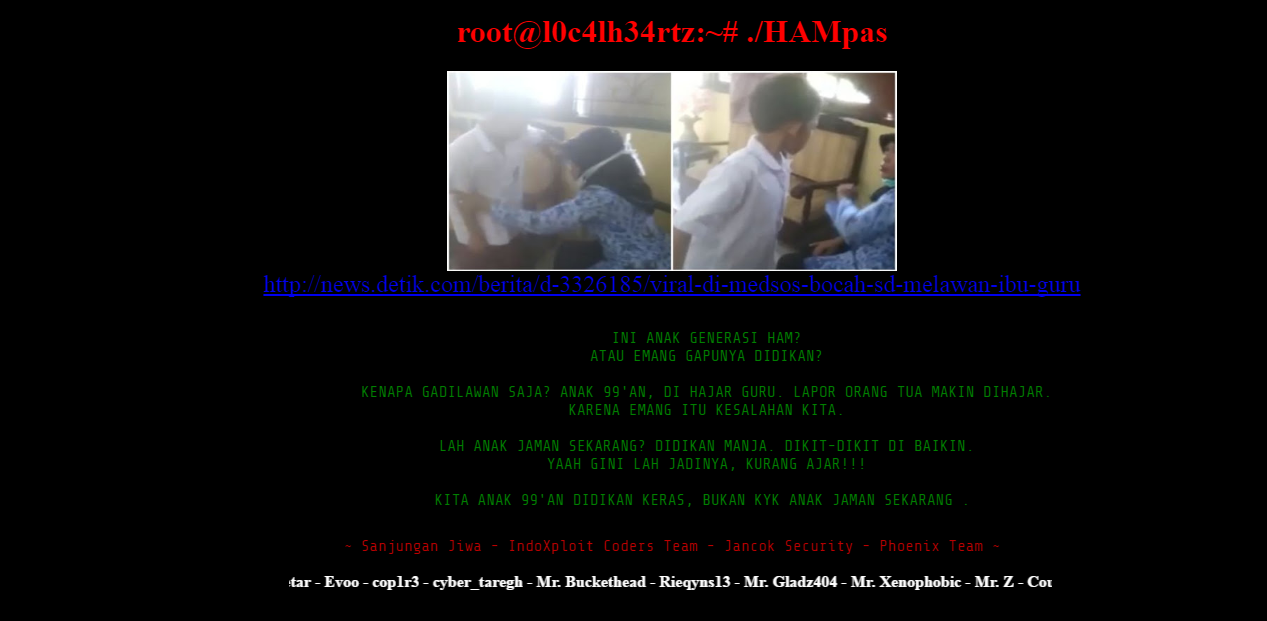 root@l0c4lh34rtz:~# ./HAMpas
http://news.detik.com/berita/d-3326185/viral-di-medsos-bocah-sd-melawan-ibu-guru
INI ANAK GENERASI HAM?
ATAU EMANG GAPUNYA DIDIKAN?
KENAPA GADILAWAN SAJA? ANAK 99'AN, DI HAJAR GURU. LAPOR ORANG TUA MAKIN DIHAJAR.
KARENA EMANG ITU KESALAHAN KITA.
LAH ANAK JAMAN SEKARANG? DIDIKAN MANJA. DIKIT-DIKIT DI BAIKIN.
YAAH GINI LAH JADINYA, KURANG AJAR!!!
KITA ANAK 99'AN DIDIKAN KERAS, BUKAN KYK ANAK JAMAN SEKARANG .
~ Sanjungan Jiwa - IndoXploit Coders Team - Jancok Security - Phoenix Team ~
- Evoo - cop1r3 - cyber_taregh - Mr. Buckethead - Rieqyns13 - Mr. Gladz404 - Mr. Xenophobic - Mr. Z -